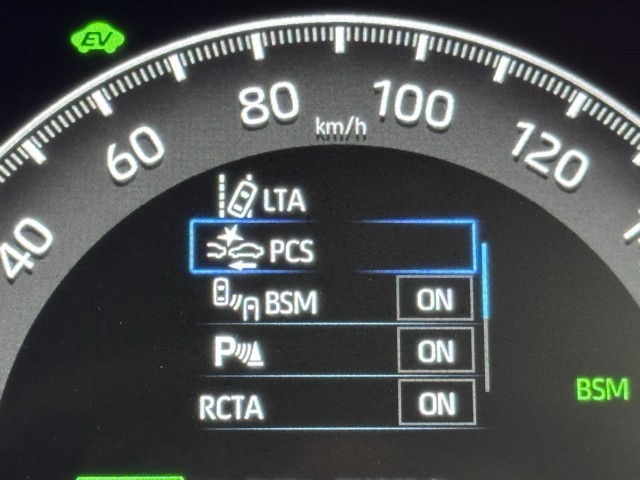 EV
80
100
km/h
60
120
40
LTA
PCS
BSM ON
P ON
RCTA ON
BSM